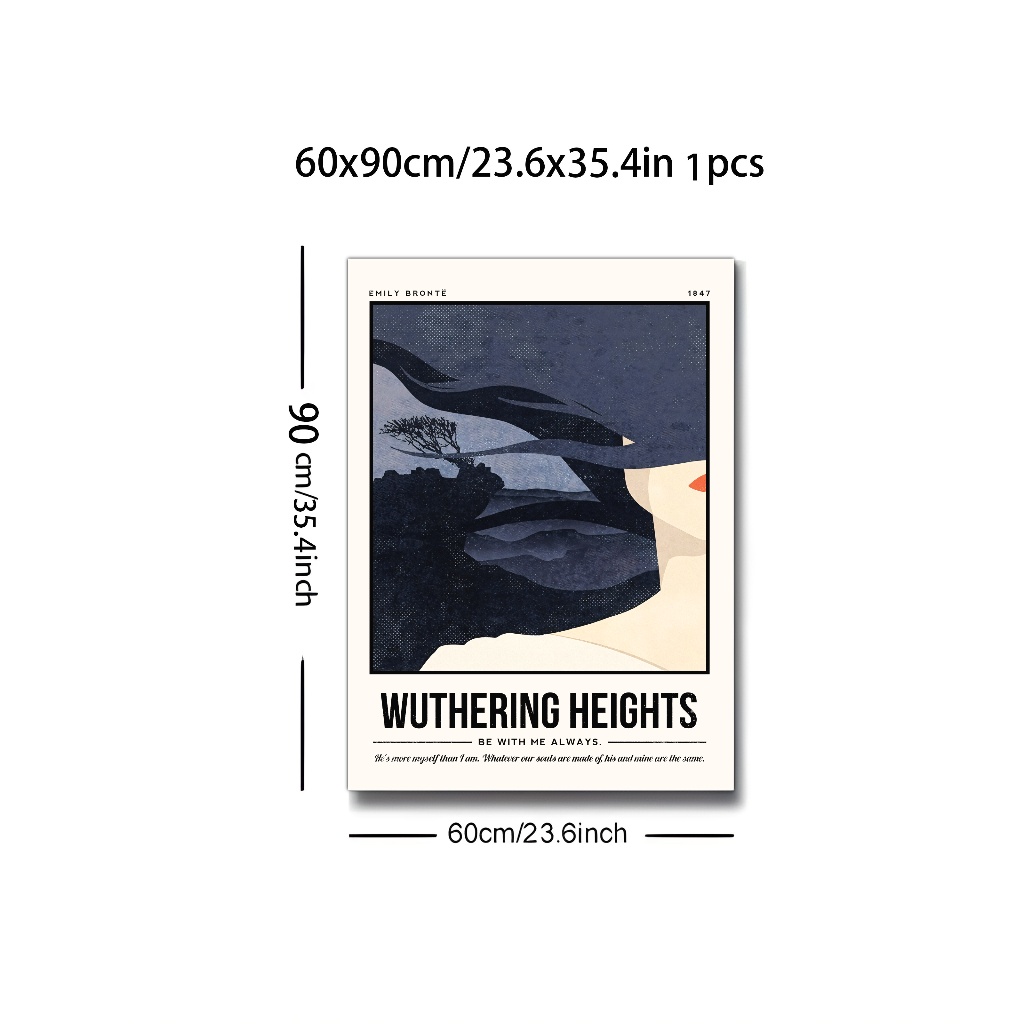 60x90cm/23.6x35.4in 1pcs
90 cm/35.4inch
EMILY BRONTË 1847
WUTHERING HEIGHTS
BE WITH ME ALWAYS.
He's more myself than I am. Whatever our souls are made of, his and mine are the same.
60cm/23.6inch